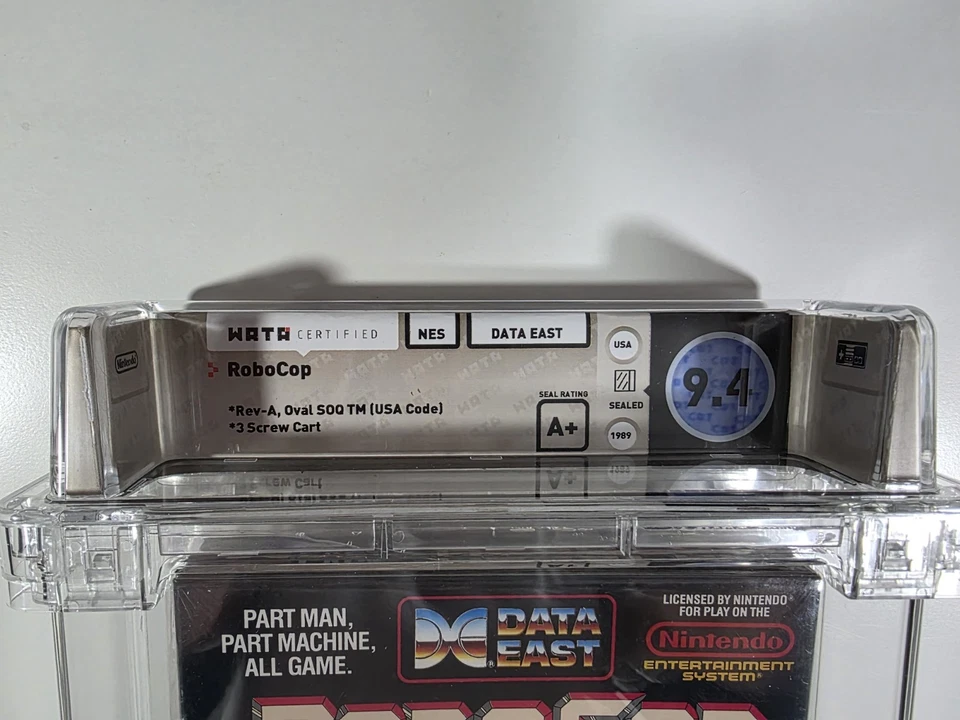 WATA CERTIFIED
NES
DATA EAST
RoboCop
*Rev-A, Oval SOQ TM (USA Code)
*3 Screw Cart
SEAL RATING
A+
USA
SEALED
1989
9.4
Nintendo
PART MAN,
PART MACHINE,
ALL GAME.
DATA
EAST
LICENSED BY NINTENDO®
FOR PLAY ON THE
Nintendo
ENTERTAINMENT
SYSTEM®
ROBOCOP